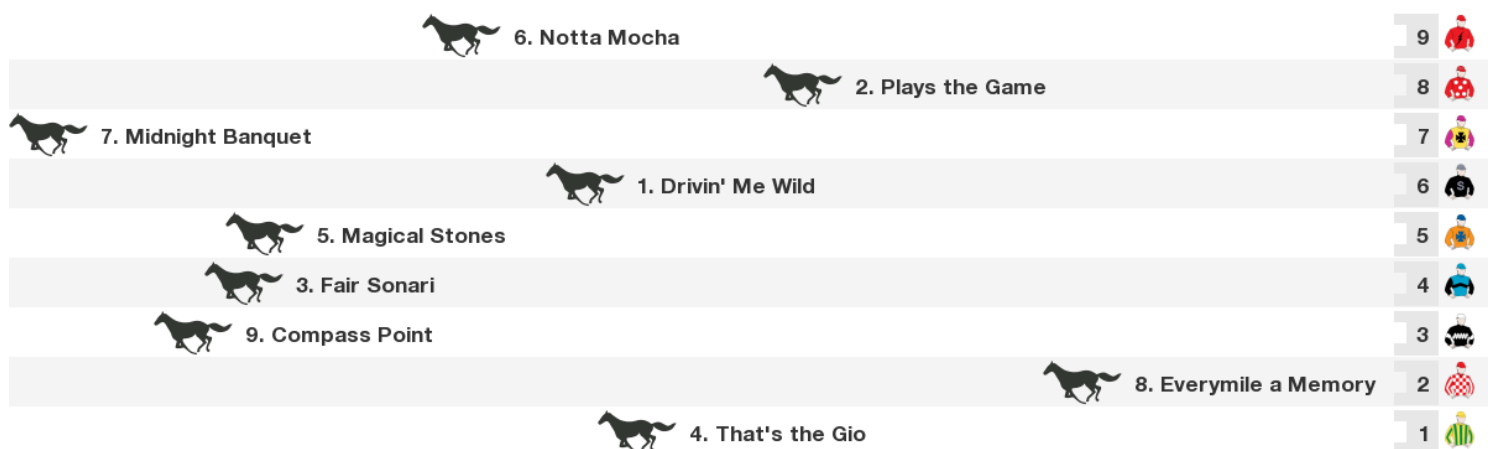 6. Notta Mocha 9
2. Plays the Game 8
7. Midnight Banquet 7
1. Drivin' Me Wild 6 S
5. Magical Stones 5
3. Fair Sonari 4
9. Compass Point 3
8. Everymile a Memory 2
4. That's the Gio 1